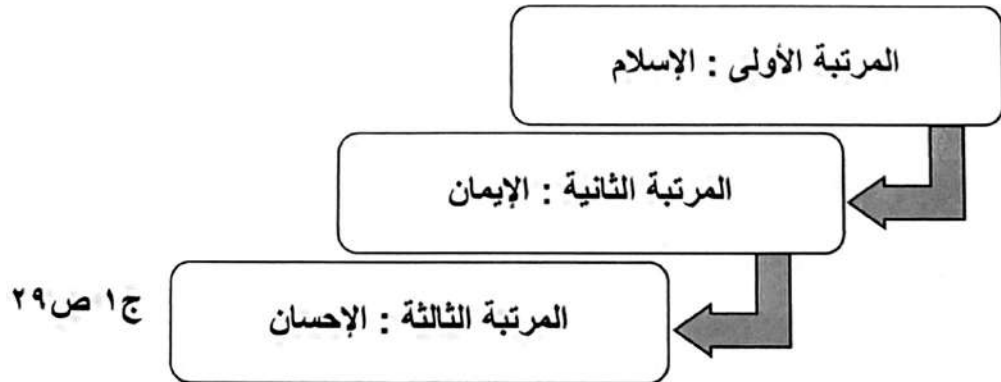 المرتبة الأولى : الإسلام
المرتبة الثانية : الإيمان
المرتبة الثالثة : الإحسان
ج١ ص٢٩